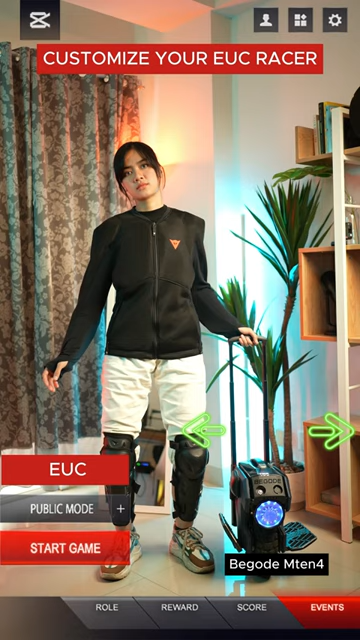 CUSTOMIZE YOUR EUC RACER
BEGODE
EUC
PUBLIC MODE +
START GAME
Begode Mten4
ROLE REWARD SCORE EVENTS